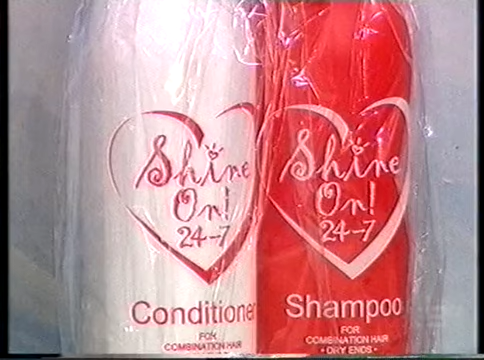 Shine
On!
24-7
Conditioner
FOR
COMBINATION HAIR
Shine
On!
24-7
Shampoo
FOR
COMBINATION HAIR
• DRY ENDS •